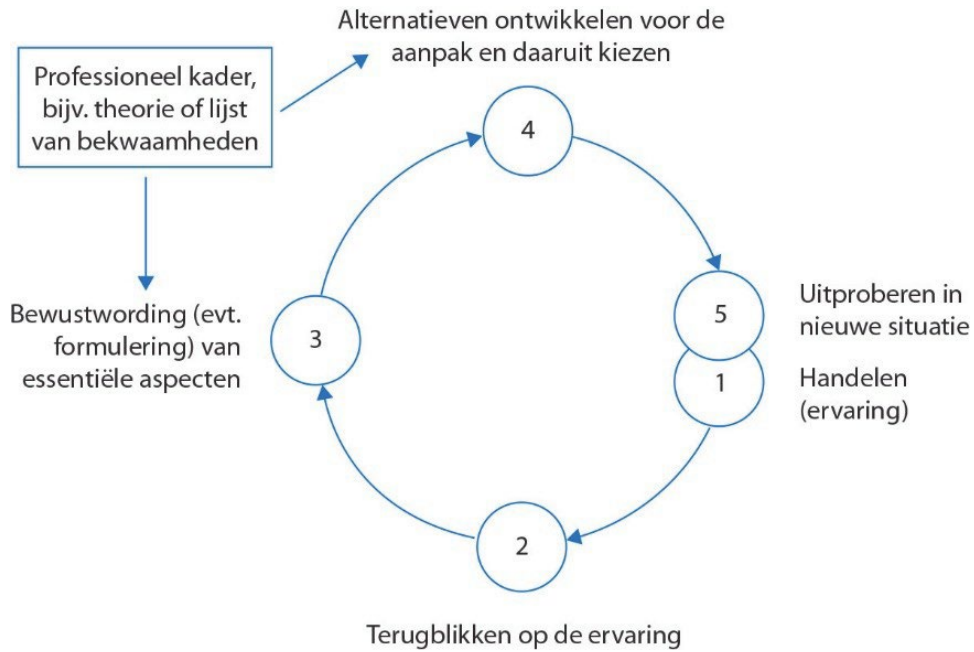 Alternatieven ontwikkelen voor de
aanpak en daaruit kiezen
Professioneel kader,
bijv. theorie of lijst
van bekwaamheden
4
Bewustwording (evt.
formulering) van
essentiële aspecten
3
5
Uitproberen in
nieuwe situatie
1
Handelen
(ervaring)
2
Terugblikken op de ervaring